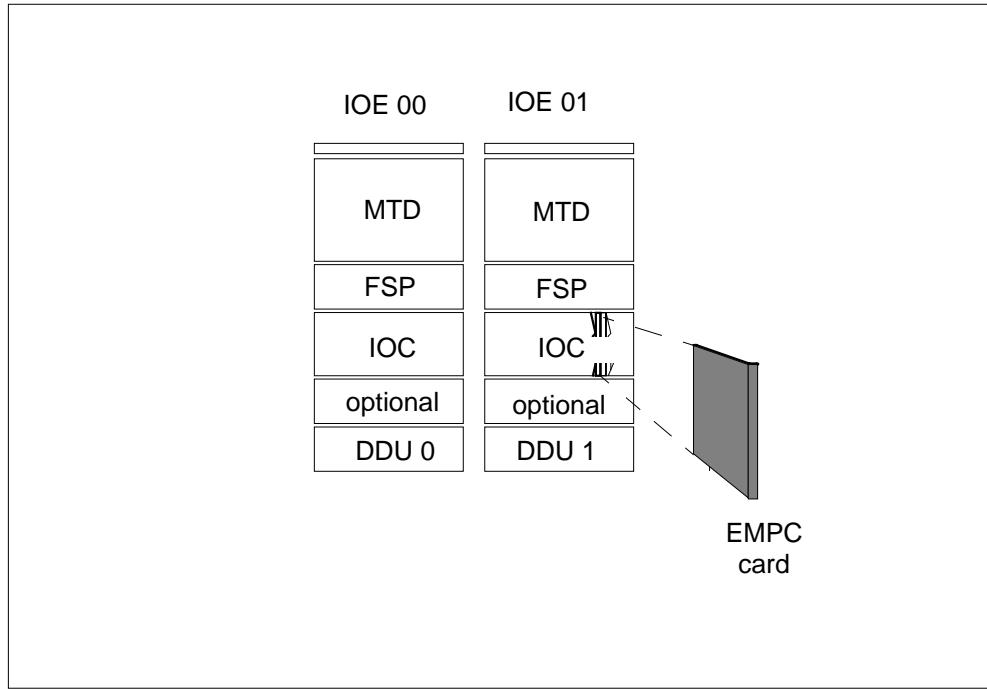 IOE 00
IOE 01
MTD
MTD
FSP
FSP
IOC
IOC
optional
optional
DDU 0
DDU 1
EMPC
card